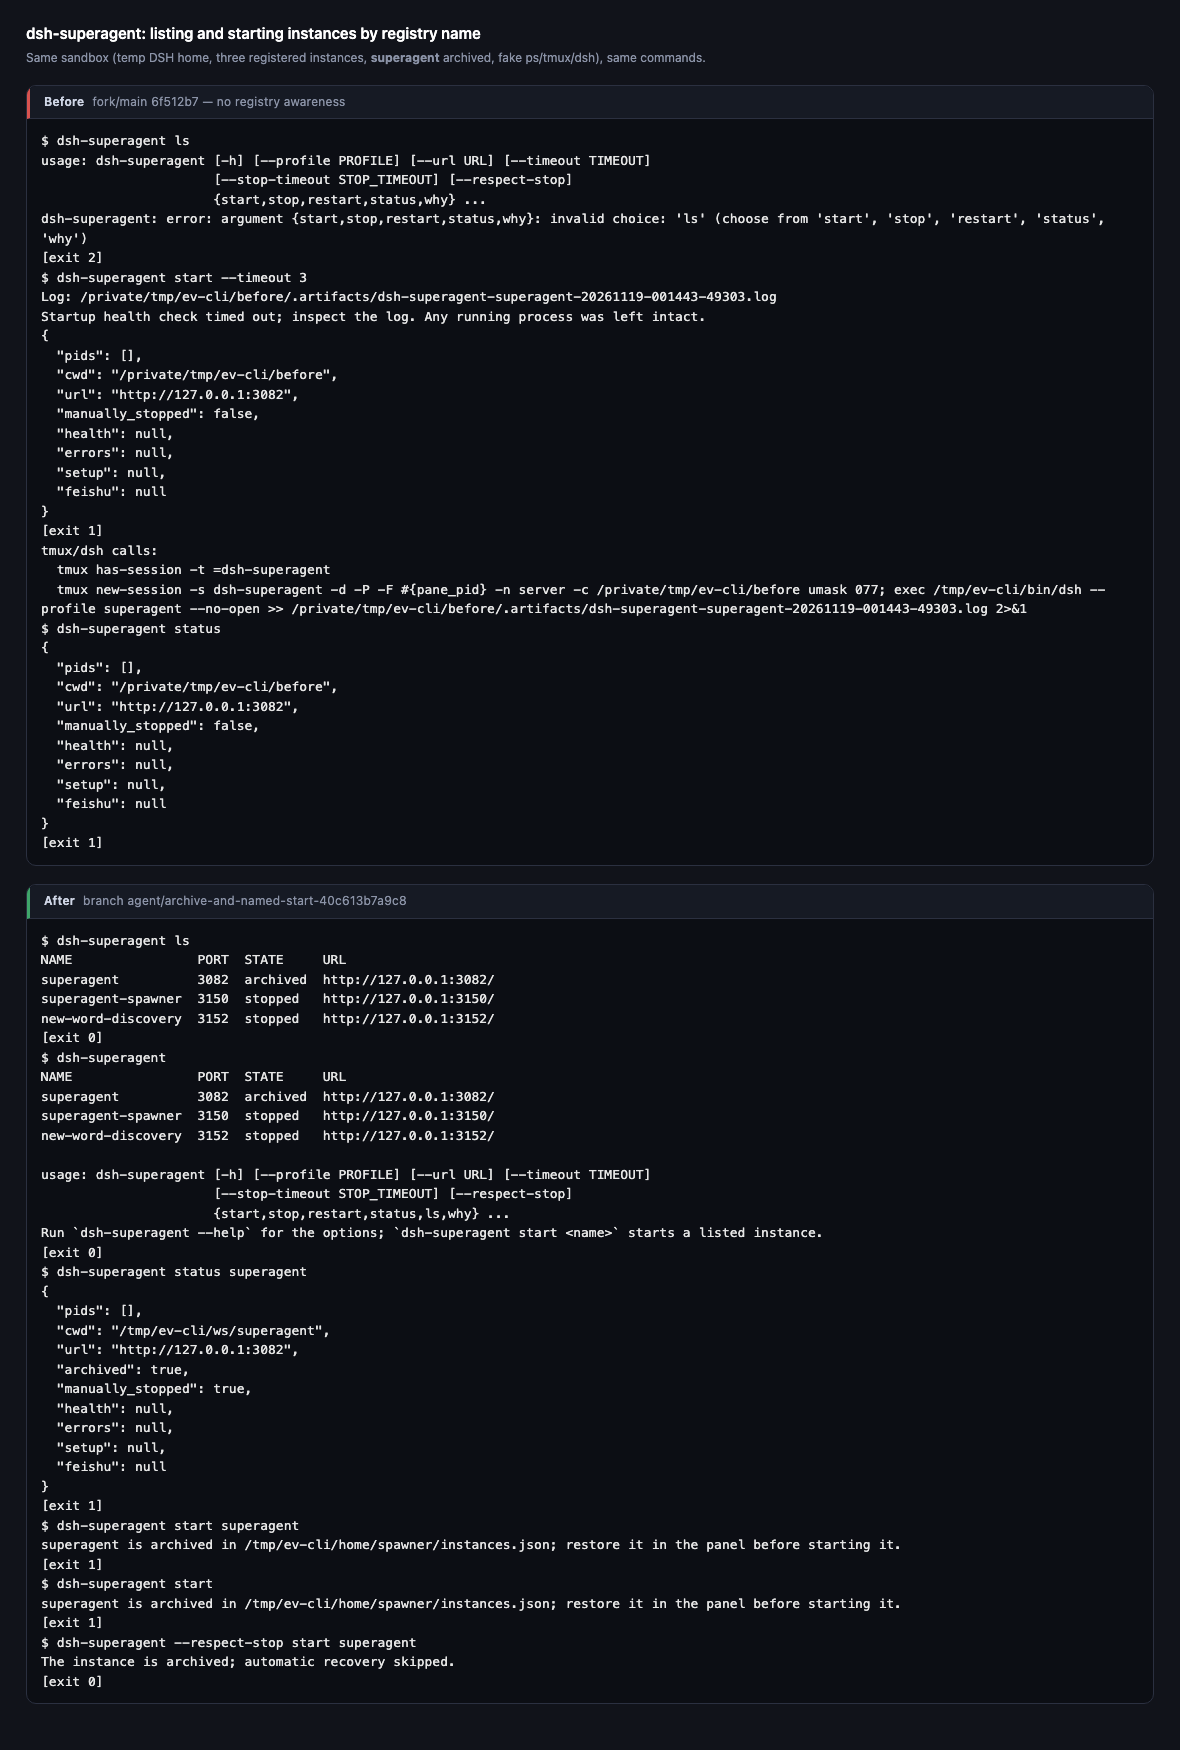 dsh-superagent: listing and starting instances by registry name
Same sandbox (temp DSH home, three registered instances, superagent archived, fake ps/tmux/dsh), same commands.
Before fork/main 6f512b7 — no registry awareness
$ dsh-superagent ls
usage: dsh-superagent [-h] [--profile PROFILE] [--url URL] [--timeout TIMEOUT]
                      [--stop-timeout STOP_TIMEOUT] [--respect-stop]
                      {start,stop,restart,status,why} ...
dsh-superagent: error: argument {start,stop,restart,status,why}: invalid choice: 'ls' (choose from 'start', 'stop', 'restart', 'status',
'why')
[exit 2]
$ dsh-superagent start --timeout 3
Log: /private/tmp/ev-cli/before/.artifacts/dsh-superagent-superagent-20261119-001443-49303.log
Startup health check timed out; inspect the log. Any running process was left intact.
{
  "pids": [],
  "cwd": "/private/tmp/ev-cli/before",
  "url": "http://127.0.0.1:3082",
  "manually_stopped": false,
  "health": null,
  "errors": null,
  "setup": null,
  "feishu": null
}
[exit 1]
tmux/dsh calls:
  tmux has-session -t =dsh-superagent
  tmux new-session -s dsh-superagent -d -P -F #{pane_pid} -n server -c /private/tmp/ev-cli/before umask 077; exec /tmp/ev-cli/bin/dsh --
profile superagent --no-open >> /private/tmp/ev-cli/before/.artifacts/dsh-superagent-superagent-20261119-001443-49303.log 2>&1
$ dsh-superagent status
{
  "pids": [],
  "cwd": "/private/tmp/ev-cli/before",
  "url": "http://127.0.0.1:3082",
  "manually_stopped": false,
  "health": null,
  "errors": null,
  "setup": null,
  "feishu": null
}
[exit 1]
After branch agent/archive-and-named-start-40c613b7a9c8
$ dsh-superagent ls
NAME                PORT  STATE     URL
superagent          3082  archived  http://127.0.0.1:3082/
superagent-spawner  3150  stopped   http://127.0.0.1:3150/
new-word-discovery  3152  stopped   http://127.0.0.1:3152/
[exit 0]
$ dsh-superagent
NAME                PORT  STATE     URL
superagent          3082  archived  http://127.0.0.1:3082/
superagent-spawner  3150  stopped   http://127.0.0.1:3150/
new-word-discovery  3152  stopped   http://127.0.0.1:3152/
usage: dsh-superagent [-h] [--profile PROFILE] [--url URL] [--timeout TIMEOUT]
                      [--stop-timeout STOP_TIMEOUT] [--respect-stop]
                      {start,stop,restart,status,ls,why} ...
Run `dsh-superagent --help` for the options; `dsh-superagent start <name>` starts a listed instance.
[exit 0]
$ dsh-superagent status superagent
{
  "pids": [],
  "cwd": "/tmp/ev-cli/ws/superagent",
  "url": "http://127.0.0.1:3082",
  "archived": true,
  "manually_stopped": true,
  "health": null,
  "errors": null,
  "setup": null,
  "feishu": null
}
[exit 1]
$ dsh-superagent start superagent
superagent is archived in /tmp/ev-cli/home/spawner/instances.json; restore it in the panel before starting it.
[exit 1]
$ dsh-superagent start
superagent is archived in /tmp/ev-cli/home/spawner/instances.json; restore it in the panel before starting it.
[exit 1]
$ dsh-superagent --respect-stop start superagent
The instance is archived; automatic recovery skipped.
[exit 0]